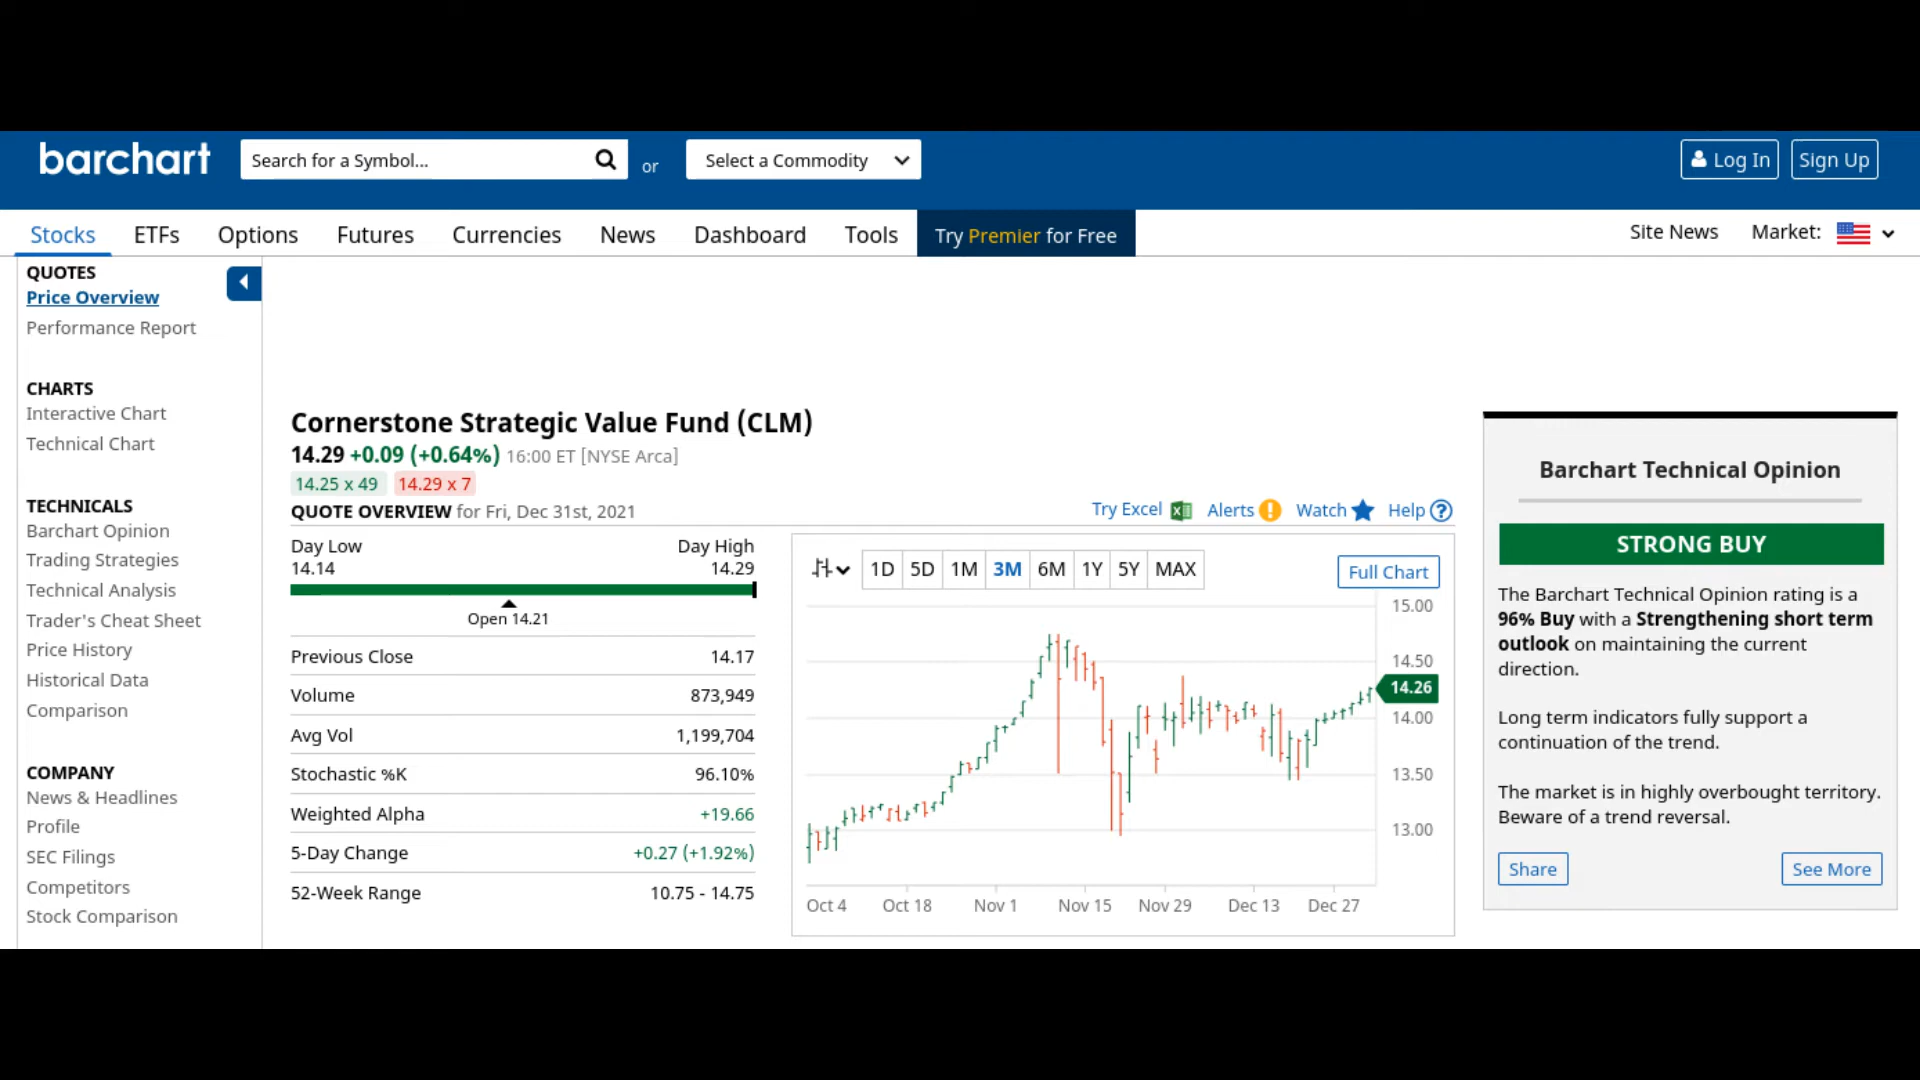 barchart
Search for a Symbol...
or
Select a Commodity
Log In
Sign Up
Stocks ETFs Options Futures Currencies News Dashboard Tools Try Premier for Free
Site News Market:
QUOTES
Price Overview
Performance Report
CHARTS
Interactive Chart
Technical Chart
TECHNICALS
Barchart Opinion
Trading Strategies
Technical Analysis
Trader's Cheat Sheet
Price History
Historical Data
Comparison
COMPANY
News & Headlines
Profile
SEC Filings
Competitors
Stock Comparison
Cornerstone Strategic Value Fund (CLM)
14.29 +0.09 (+0.64%) 16:00 ET [NYSE Arca]
14.25 x 49 14.29 x 7
QUOTE OVERVIEW for Fri, Dec 31st, 2021
Try Excel Alerts Watch Help
Day Low Day High
14.14 14.29
Open 14.21
Previous Close 14.17
Volume 873,949
Avg Vol 1,199,704
Stochastic %K 96.10%
Weighted Alpha +19.66
5-Day Change +0.27 (+1.92%)
52-Week Range 10.75 - 14.75
1D 5D 1M 3M 6M 1Y 5Y MAX
Full Chart
15.00
14.50
14.26
14.00
13.50
13.00
Oct 4 Oct 18 Nov 1 Nov 15 Nov 29 Dec 13 Dec 27
Barchart Technical Opinion
STRONG BUY
The Barchart Technical Opinion rating is a
96% Buy with a Strengthening short term
outlook on maintaining the current
direction.
Long term indicators fully support a
continuation of the trend.
The market is in highly overbought territory.
Beware of a trend reversal.
Share
See More